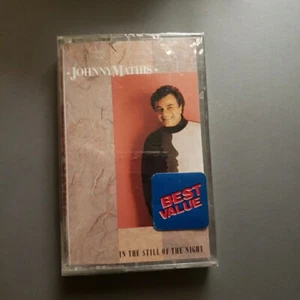 ·JOHNNY MATHIS·
BEST
VALUE
IN THE STILL OF THE NIGHT